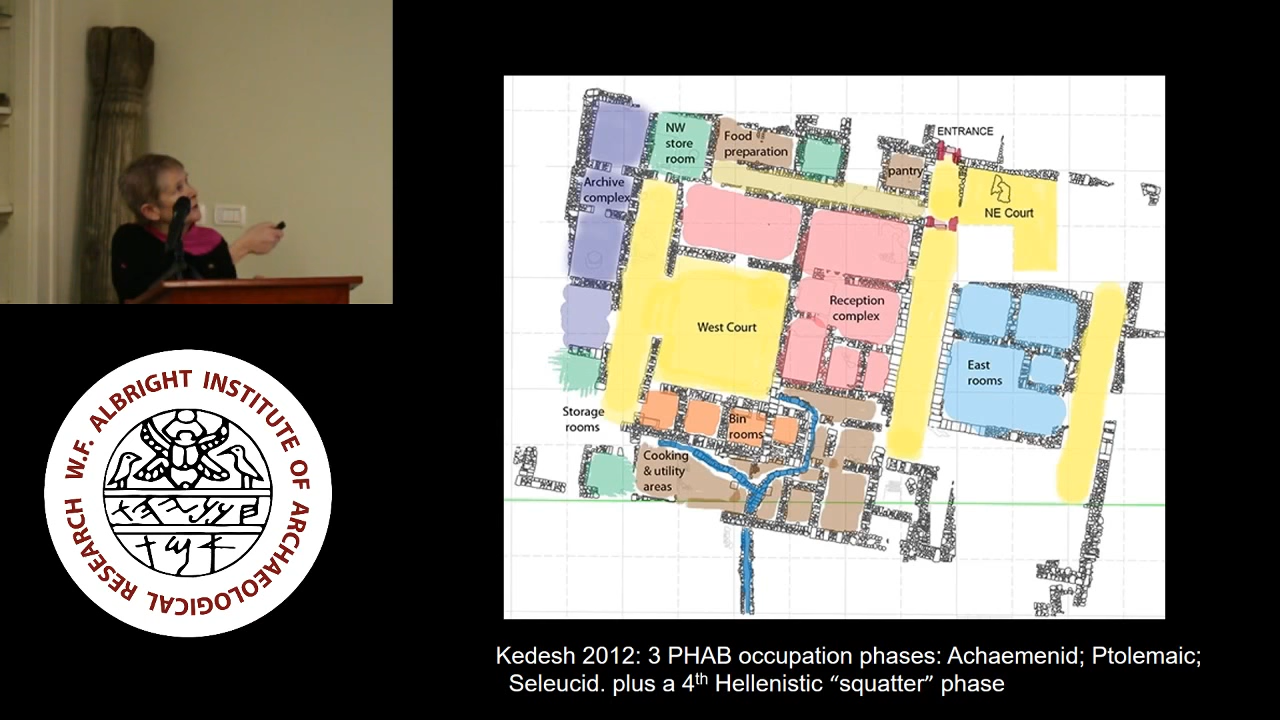 W.F. ALBRIGHT INSTITUTE OF ARCHAEOLOGICAL RESEARCH
ENTRANCE
NW
store
room
Food
preparation
pantry
Archive
complex
NE Court
Reception
complex
West Court
East
rooms
Storage
rooms
Bin
rooms
Cooking
& utility
areas
Kedesh 2012: 3 PHAB occupation phases: Achaemenid; Ptolemaic;
Seleucid. plus a 4th Hellenistic “squatter” phase